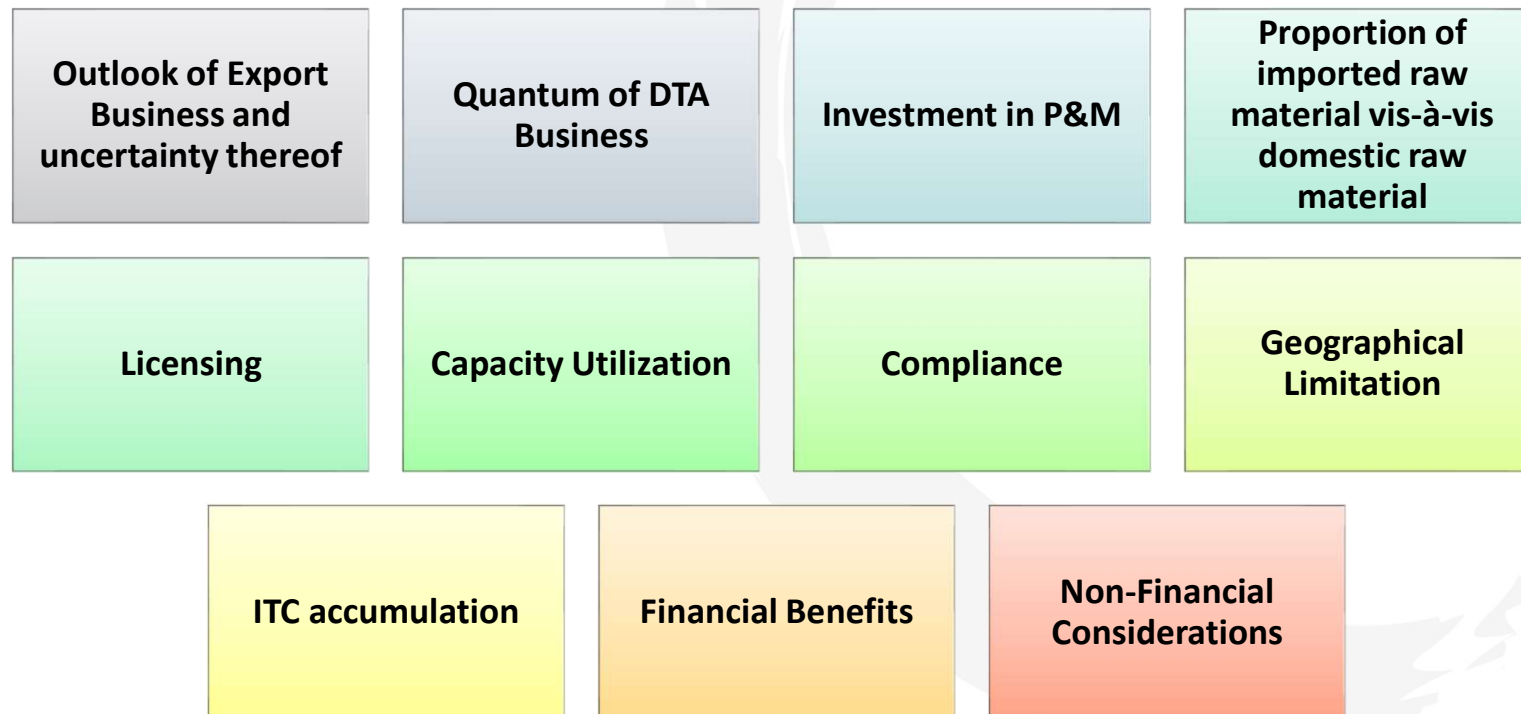 Outlook of Export
Business and
uncertainty thereof
Quantum of DTA
Business
Investment in P&M
Proportion of
imported raw
material vis-à-vis
domestic raw
material
Licensing
Capacity Utilization
Compliance
Geographical
Limitation
ITC accumulation
Financial Benefits
Non-Financial
Considerations